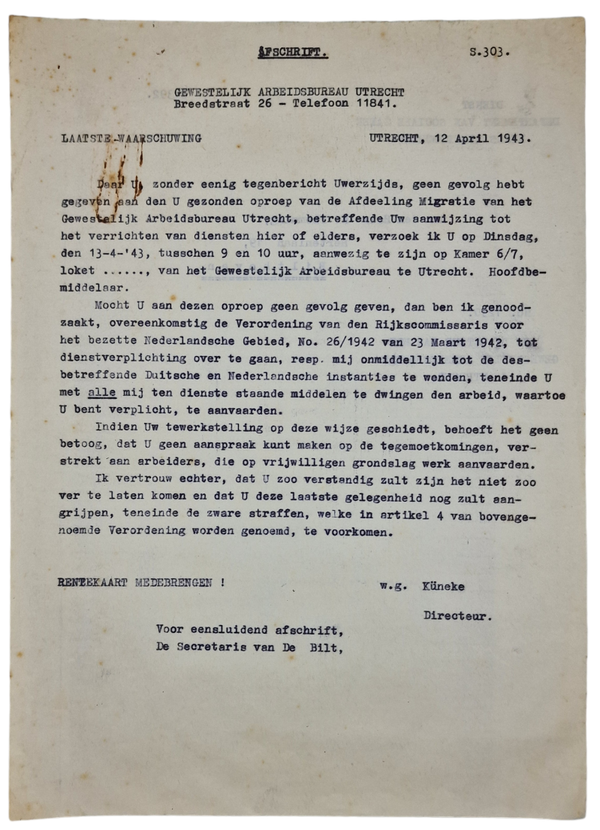 AFSCHRIFT. S.303.
GEWESTELIJK ARBEIDSBUREAU UTRECHT
Breedstraat 26 - Telefoon 11841.
LAATSTE WAARSCHUWING UTRECHT, 12 April 1943.
Daar U, zonder eenig tegenbericht Uwerzijds, geen gevolg hebt
gegeven aan den U gezonden oproep van de Afdeeling Migratie van het
Gewestelijk Arbeidsbureau Utrecht, betreffende Uw aanwijzing tot
het verrichten van diensten hier of elders, verzoek ik U op Dinsdag,
den 13-4-'43, tusschen 9 en 10 uur, aanwezig te zijn op Kamer 6/7,
loket ......, van het Gewestelijk Arbeidsbureau te Utrecht. Hoofdbe-
middelaar.
Mocht U aan dezen oproep geen gevolg geven, dan ben ik genood-
zaakt, overeenkomstig de Verordening van den Rijkscommissaris voor
het bezette Nederlandsche Gebied, No. 26/1942 van 23 Maart 1942, tot
dienstverplichting over te gaan, resp. mij onmiddellijk tot de des-
betreffende Duitsche en Nederlandsche instanties te wenden, teneinde U
met alle mij ten dienste staande middelen te dwingen den arbeid, waartoe
U bent verplicht, te aanvaarden.
Indien Uw tewerkstelling op deze wijze geschiedt, behoeft het geen
betoog, dat U geen aanspraak kunt maken op de tegemoetkomingen, ver-
strekt aan arbeiders, die op vrijwilligen grondslag werk aanvaarden.
Ik vertrouw echter, dat U zoo verstandig zult zijn het niet zoo
ver te laten komen en dat U deze laatste gelegenheid nog zult aan-
grijpen, teneinde de zware straffen, welke in artikel 4 van bovenge-
noemde Verordening worden genoemd, te voorkomen.
RENTEKAART MEDEBRENGEN ! w.g. Küneke
Directeur.
Voor eensluidend afschrift,
De Secretaris van De Bilt,